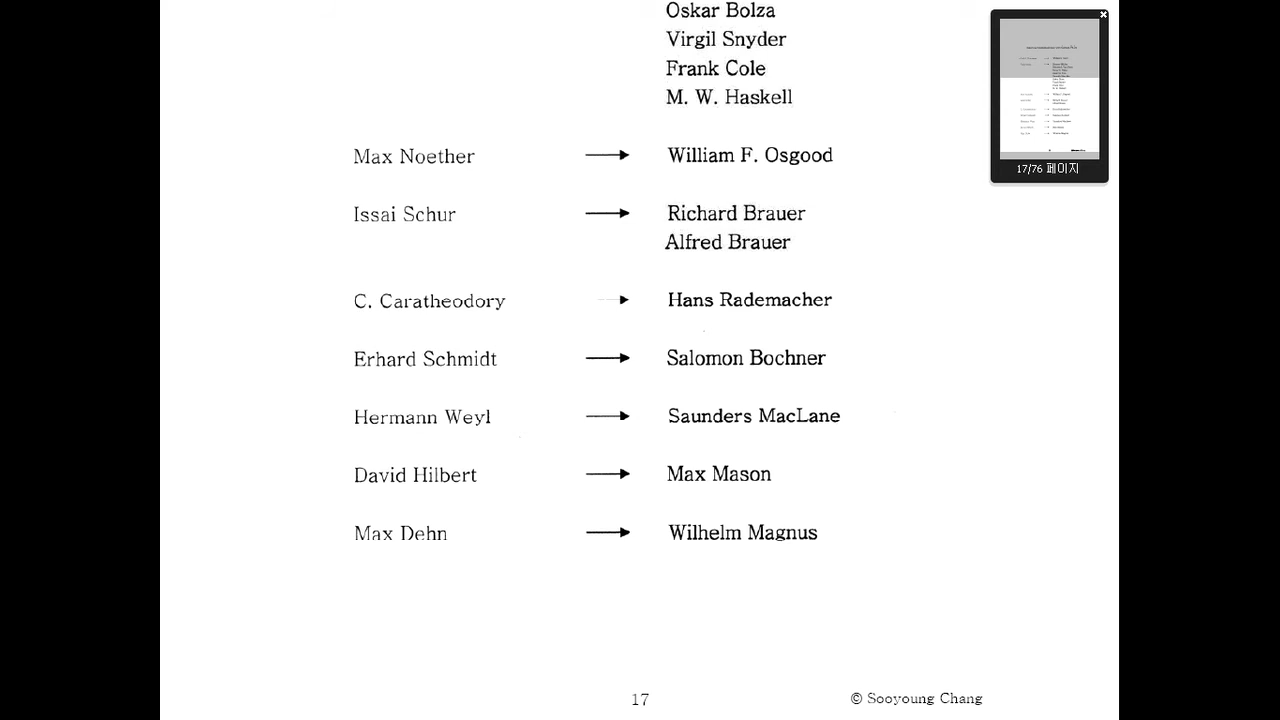 Oskar Bolza
Virgil Snyder
Frank Cole
M. W. Haskell
Max Noether → William F. Osgood
Issai Schur → Richard Brauer
Alfred Brauer
C. Caratheodory → Hans Rademacher
Erhard Schmidt → Salomon Bochner
Hermann Weyl → Saunders MacLane
David Hilbert → Max Mason
Max Dehn → Wilhelm Magnus
17
© Sooyoung Chang
17/76 페이지